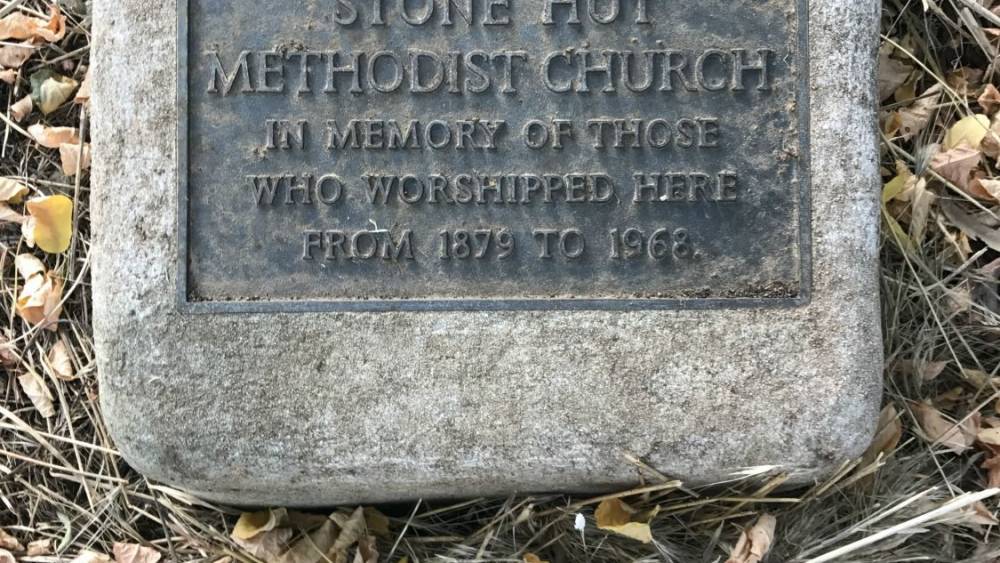 STONE HUT
METHODIST CHURCH
IN MEMORY OF THOSE
WHO WORSHIPPED HERE
FROM 1879 TO 1968.